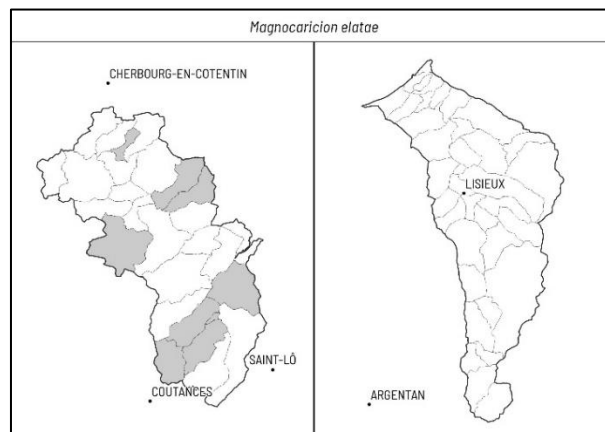 Magnocaricion elatae
CHERBOURG-EN-COTENTIN
LISIEUX
SAINT-LÔ
COUTANCES
ARGENTAN